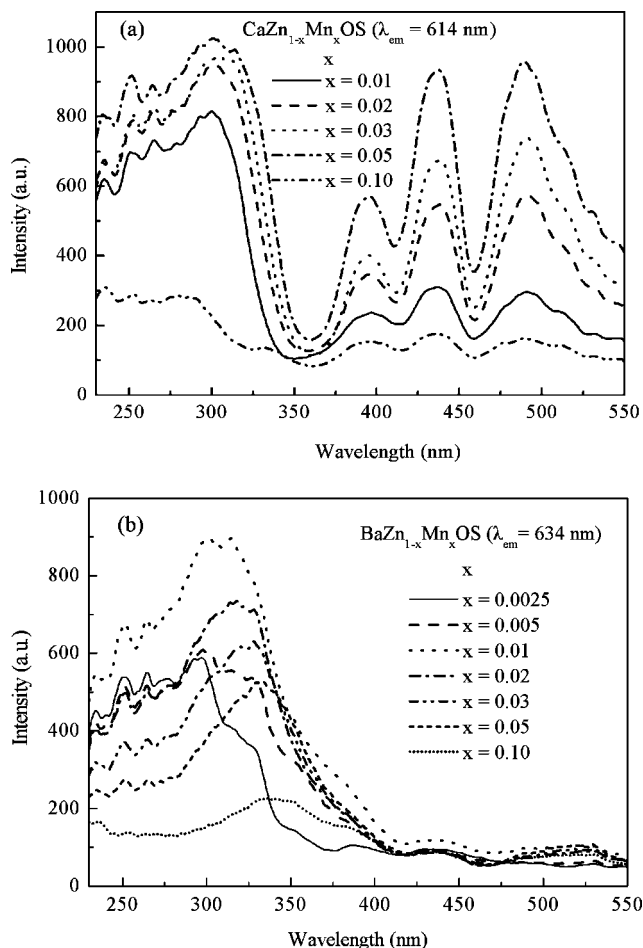 (a)
CaZn₁₋ₓMnₓOS (λₑₘ = 614 nm)
x
x = 0.01
x = 0.02
x = 0.03
x = 0.05
x = 0.10
Intensity (a.u.)
1000
800
600
400
200
0
250 300 350 400 450 500 550
Wavelength (nm)
(b)
BaZn₁₋ₓMnₓOS (λₑₘ= 634 nm)
x
x = 0.0025
x = 0.005
x = 0.01
x = 0.02
x = 0.03
x = 0.05
x = 0.10
Intensity (a.u.)
1000
800
600
400
200
0
250 300 350 400 450 500 550
Wavelength (nm)